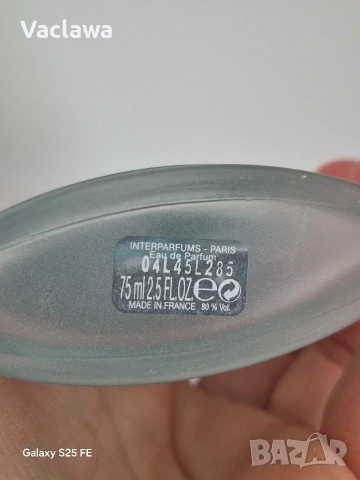 Vaclawa
INTERPARFUMS - PARIS
Eau de Parfum
04L45L285
75 ml 2.5 FL.OZ. e
MADE IN FRANCE 80 % Vol.
Galaxy S25 FE
BAZAR